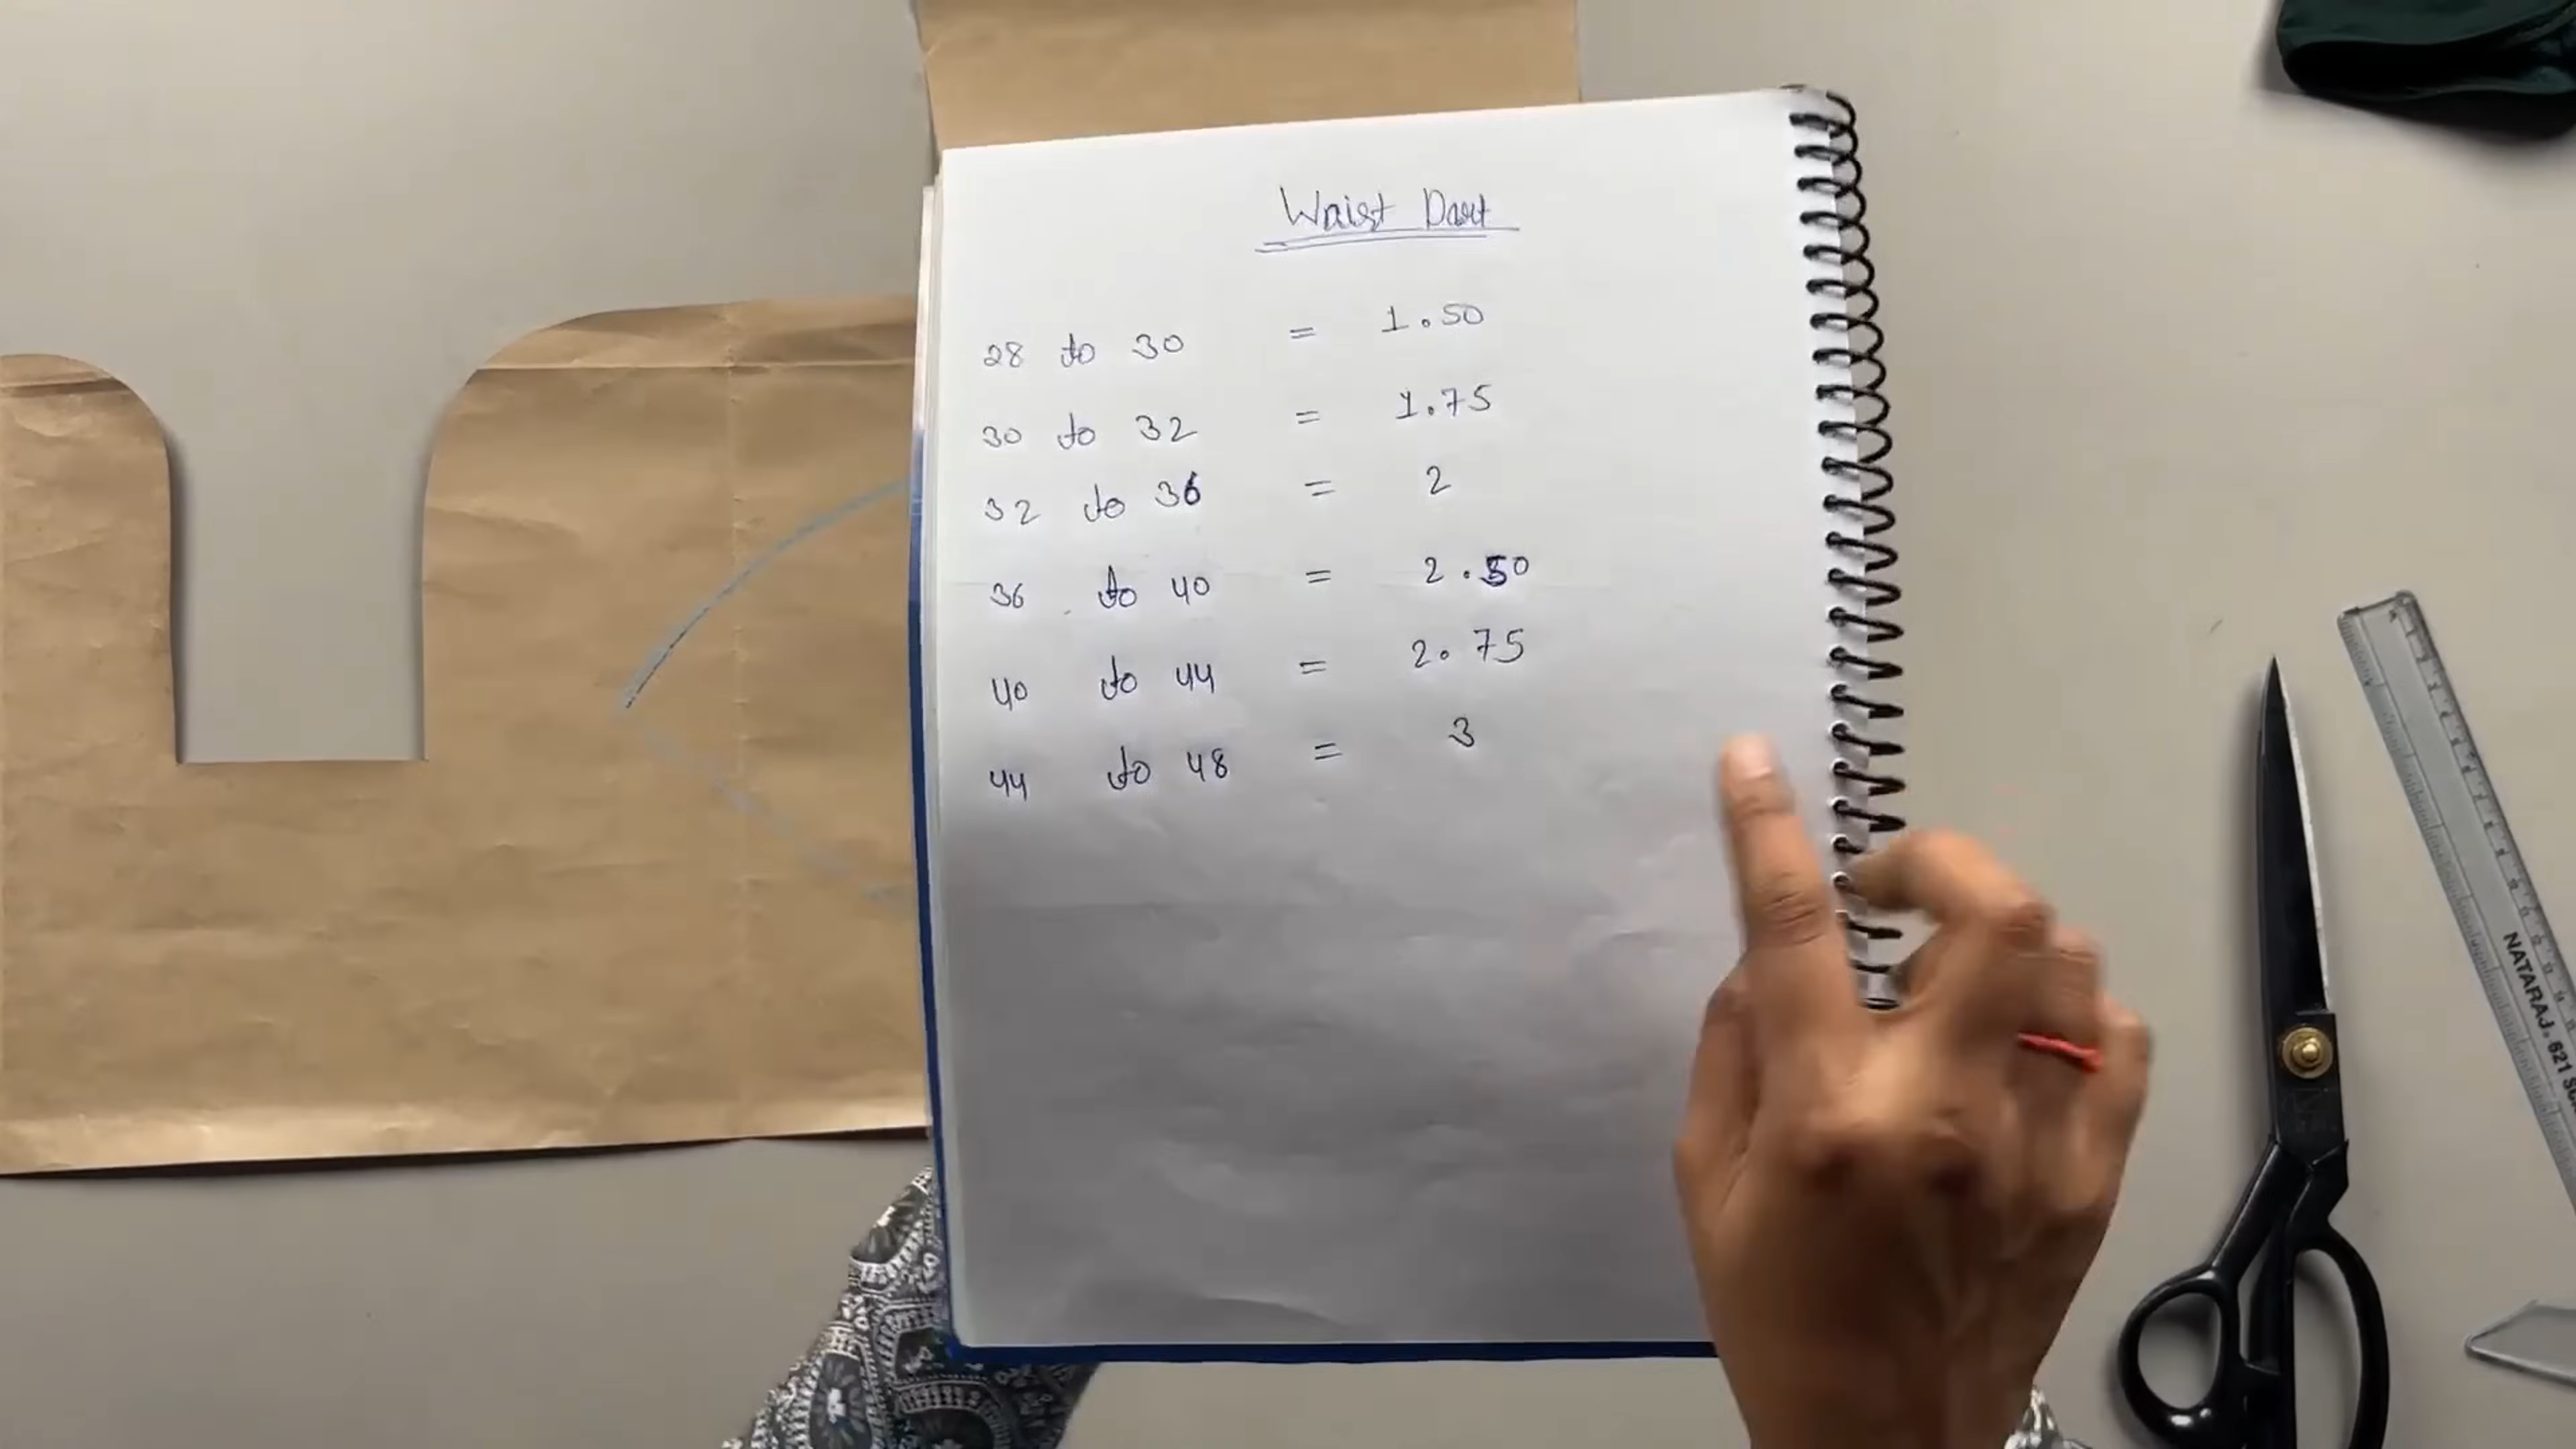 Waist Dart
28 to 30 = 1.50
30 to 32 = 1.75
32 to 36 = 2
36 to 40 = 2.50
40 to 44 = 2.75
44 to 48 = 3
NATARAJ. 621